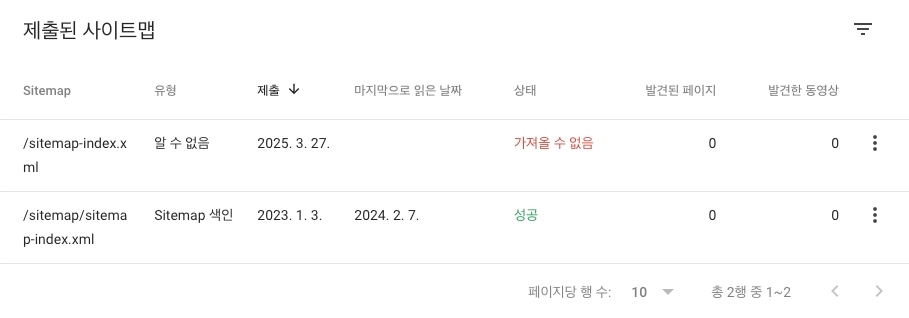 제출된 사이트맵
Sitemap 유형 제출 마지막으로 읽은 날짜 상태 발견된 페이지 발견한 동영상
/sitemap-index.x 알 수 없음 2025. 3. 27. 가져올 수 없음 0 0
ml
/sitemap/sitema Sitemap 색인 2023. 1. 3. 2024. 2. 7. 성공 0 0
p-index.xml
페이지당 행 수: 10 총 2행 중 1~2